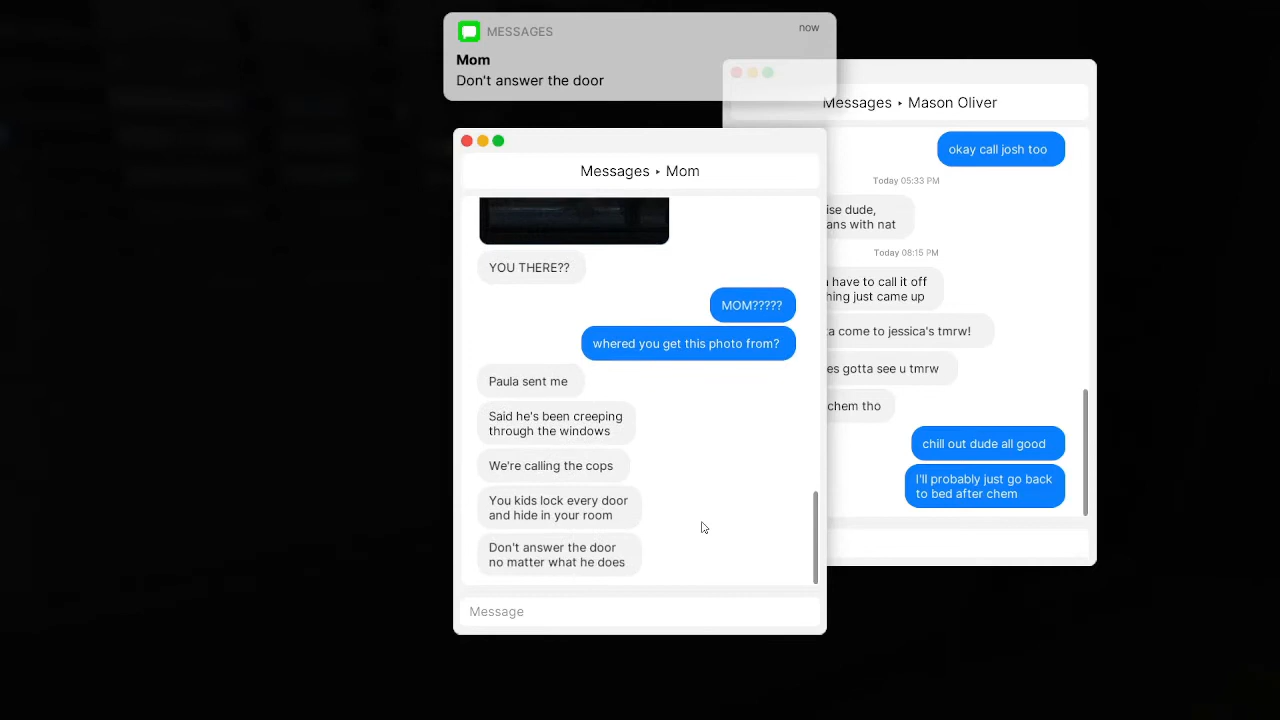 MESSAGES
now
Mom
Don't answer the door
Messages ‣ Mason Oliver
okay call josh too
Today 05:33 PM
dude,
with nat
Today 08:15 PM
have to call it off
just came up
come to jessica's tmrw!
gotta see u tmrw
chem tho
chill out dude all good
I'll probably just go back
to bed after chem
Messages ‣ Mom
YOU THERE??
MOM?????
whered you get this photo from?
Paula sent me
Said he's been creeping
through the windows
We're calling the cops
You kids lock every door
and hide in your room
Don't answer the door
no matter what he does
Message